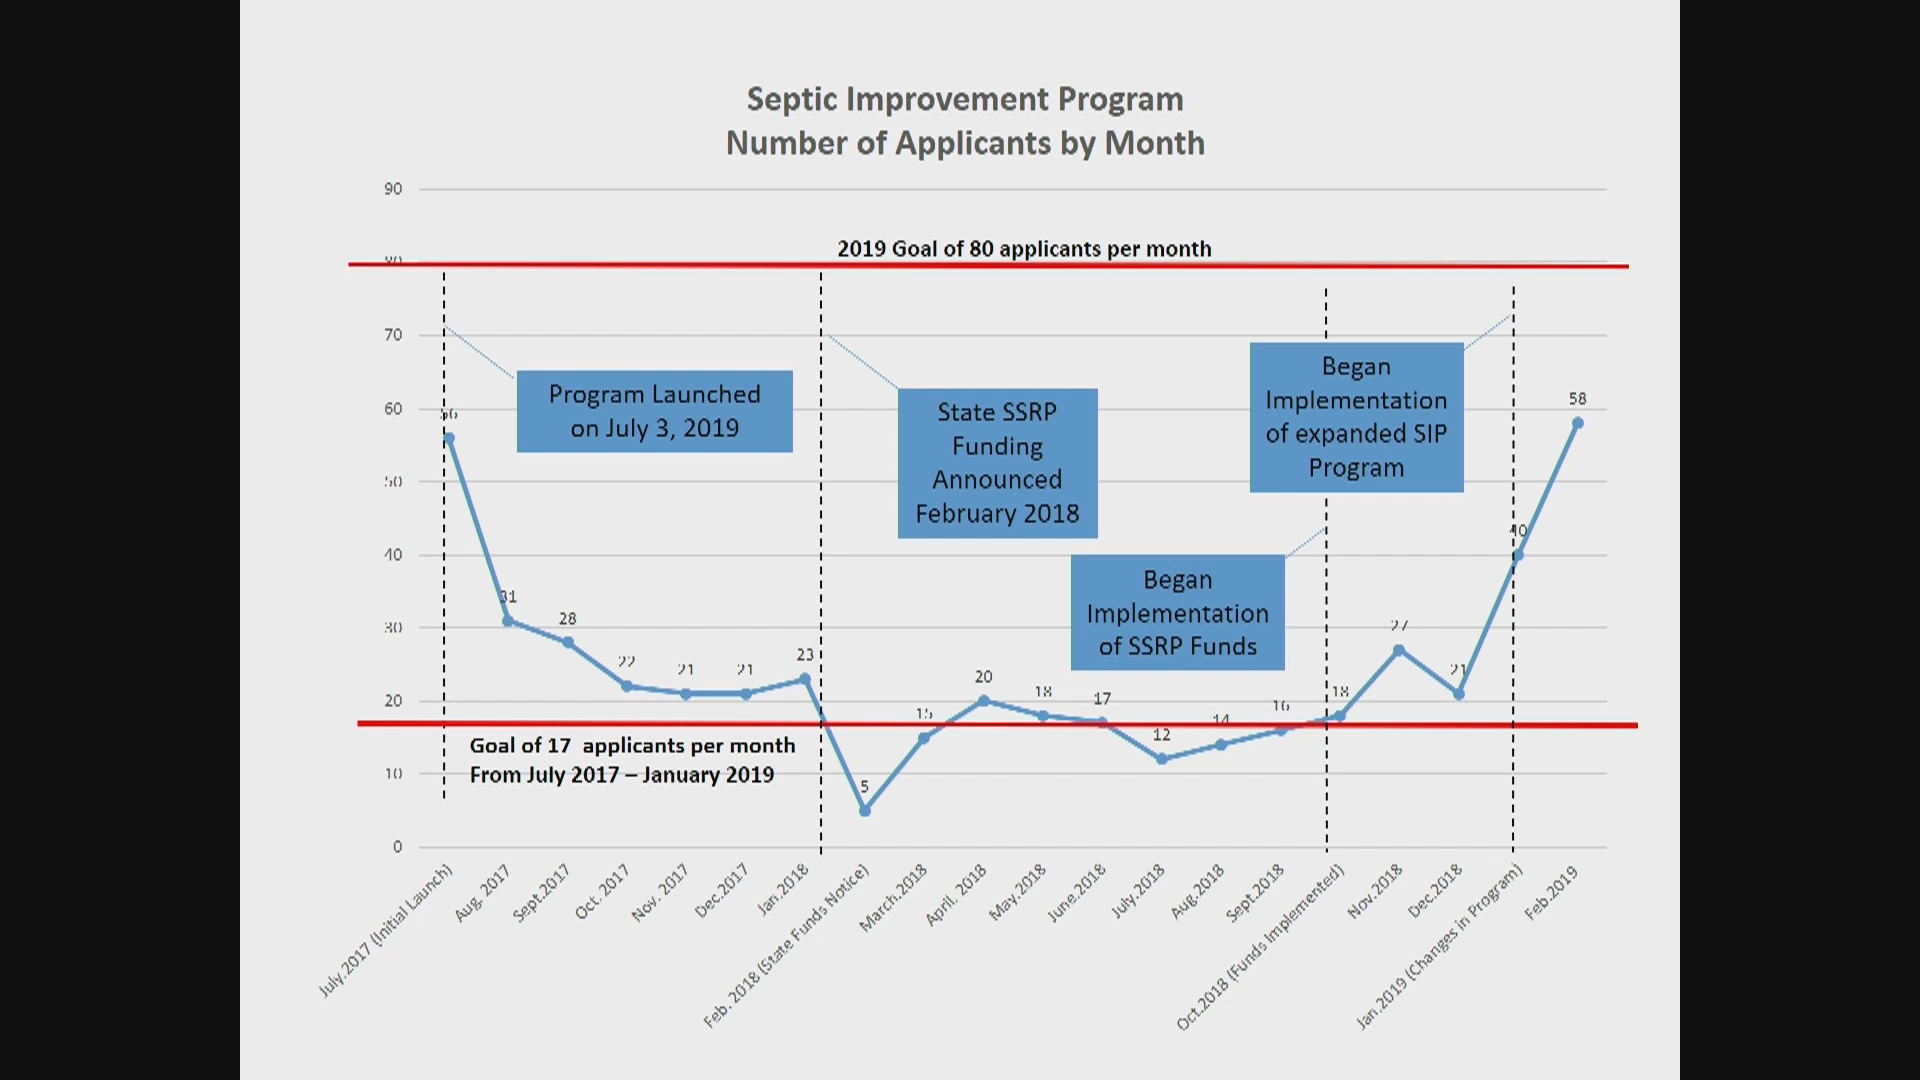 Septic Improvement Program
Number of Applicants by Month
90
2019 Goal of 80 applicants per month
80
70
60
50
40
30
20
10
0
Program Launched
on July 3, 2019
State SSRP
Funding
Announced
February 2018
Began
Implementation
of expanded SIP
Program
Began
Implementation
of SSRP Funds
56
31
28
22
21
21
23
5
15
20
18
17
12
14
16
18
27
21
40
58
Goal of 17 applicants per month
From July 2017 – January 2019
July.2017 (Initial Launch)
Aug. 2017
Sept.2017
Oct. 2017
Nov. 2017
Dec.2017
Jan.2018
Feb. 2018 (State Funds Notice)
March.2018
April. 2018
May.2018
June.2018
July.2018
Aug.2018
Sept.2018
Oct.2018 (Funds Implemented)
Nov.2018
Dec.2018
Jan.2019 (Changes in Program)
Feb.2019